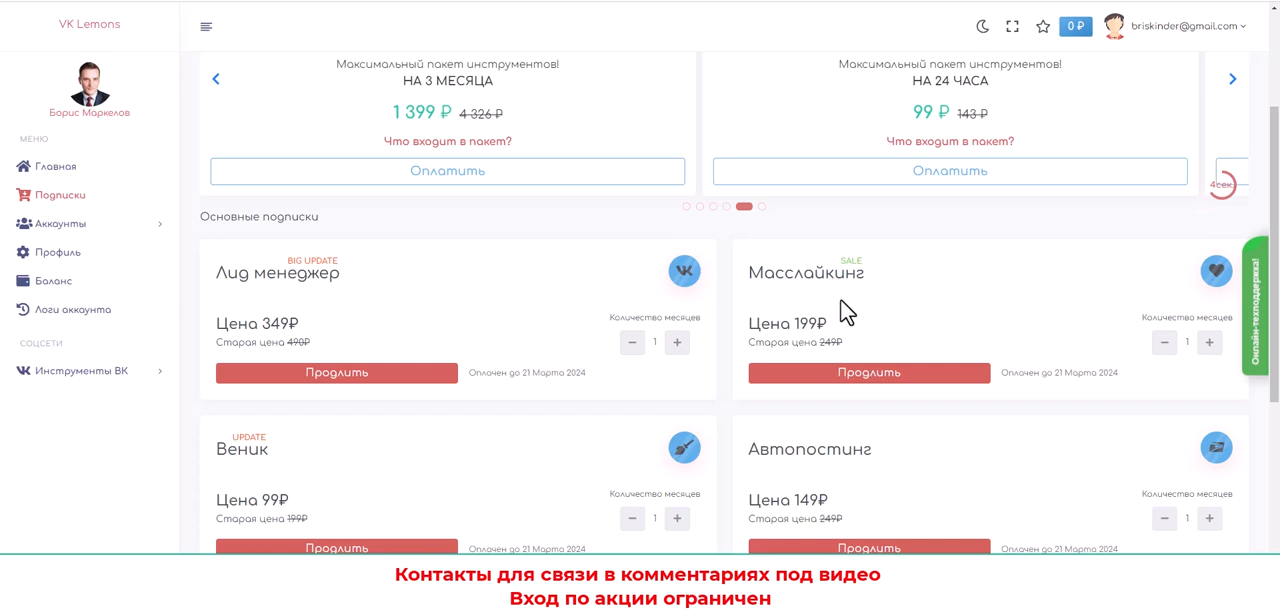 VK Lemons
0 ₽
briskinder@gmail.com
Борис Маркелов
МЕНЮ
Главная
Подписки
Аккаунты
Профиль
Баланс
Логи аккаунта
СОЦСЕТИ
Инструменты ВК
Максимальный пакет инструментов!
НА 3 МЕСЯЦА
1 399 ₽ 4 326 ₽
Что входит в пакет?
Оплатить
Максимальный пакет инструментов!
НА 24 ЧАСА
99 ₽ 143 ₽
Что входит в пакет?
Оплатить
4сек.
Основные подписки
BIG UPDATE
Лид менеджер
Цена 349₽
Старая цена 490₽
Количество месяцев
− 1 +
Продлить
Оплачен до 21 Марта 2024
SALE
Масслайкинг
Цена 199₽
Старая цена 249₽
Количество месяцев
− 1 +
Продлить
Оплачен до 21 Марта 2024
UPDATE
Веник
Цена 99₽
Старая цена 199₽
Количество месяцев
− 1 +
Продлить
Оплачен до 21 Марта 2024
Автопостинг
Цена 149₽
Старая цена 249₽
Количество месяцев
− 1 +
Продлить
Оплачен до 21 Марта 2024
Онлайн-техподдержка!
Контакты для связи в комментариях под видео
Вход по акции ограничен